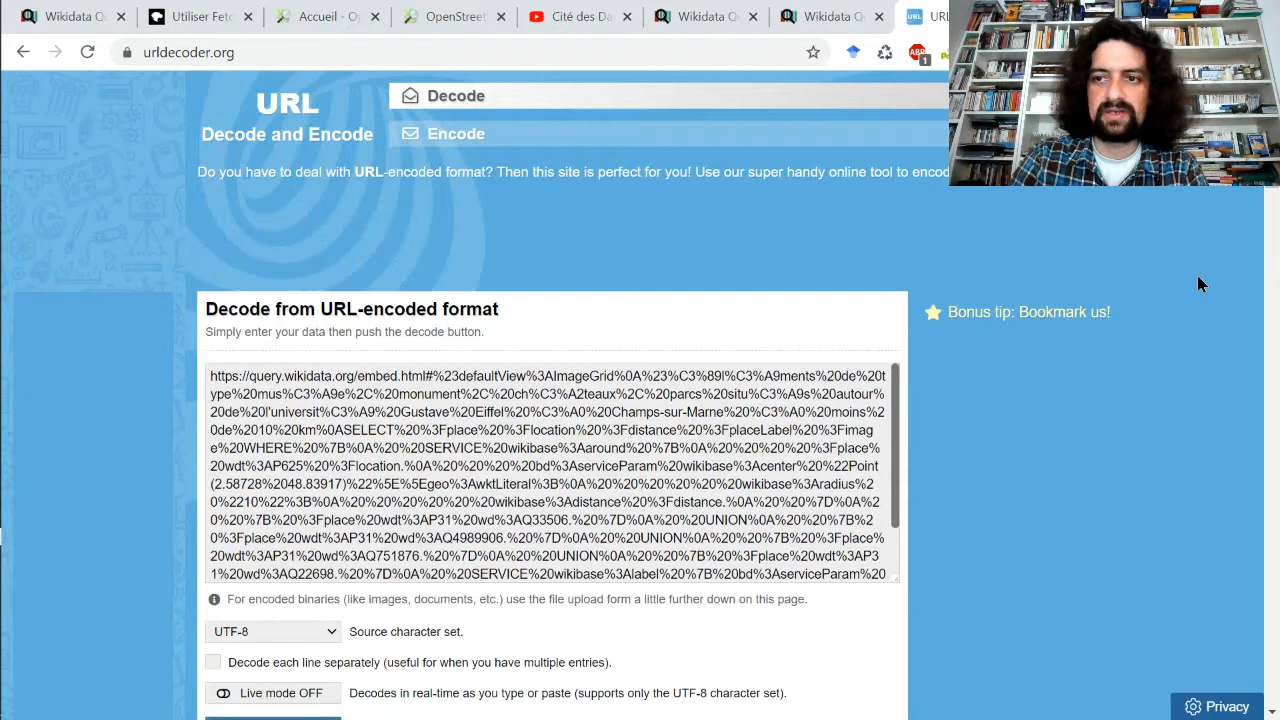 Wikidata Q
Utiliser Fetc
Accueil - O
OpenStree
Cité des De
Wikidata Q
Wikidata Q
URL
URL
urldecoder.org
ABP
1
URL
Decode and Encode
Decode
Encode
Do you have to deal with URL-encoded format? Then this site is perfect for you! Use our super handy online tool to enco
Decode from URL-encoded format
Simply enter your data then push the decode button.
Bonus tip: Bookmark us!
https://query.wikidata.org/embed.html#%23defaultView%3AImageGrid%0A%23%C3%89l%C3%A9ments%20de%20t
ype%20mus%C3%A9e%2C%20monument%2C%20ch%C3%A2teaux%2C%20parcs%20situ%C3%A9s%20autour%
20de%20l'universit%C3%A9%20Gustave%20Eiffel%20%C3%A0%20Champs-sur-Marne%20%C3%A0%20moins%2
0de%2010%20km%0ASELECT%20%3Fplace%20%3Flocation%20%3Fdistance%20%3FplaceLabel%20%3Fimag
e%20WHERE%20%7B%0A%20%20SERVICE%20wikibase%3Aaround%20%7B%0A%20%20%20%20%3Fplace%
20wdt%3AP625%20%3Flocation.%0A%20%20%20%20bd%3AserviceParam%20wikibase%3Acenter%20%22Point
(2.58728%2048.83917)%22%5E%5Egeo%3AwktLiteral%3B%0A%20%20%20%20%20%20wikibase%3Aradius%20
%2210%22%3B%0A%20%20%20%20%20%20wikibase%3Adistance%20%3Fdistance.%0A%20%20%7D%0A%2
0%20%7B%20%3Fplace%20wdt%3AP31%20wd%3AQ33506.%20%7D%0A%20%20UNION%0A%20%20%7B%2
0%3Fplace%20wdt%3AP31%20wd%3AQ4989906.%20%7D%0A%20%20UNION%0A%20%20%7B%20%3Fplace%
20wdt%3AP31%20wd%3AQ751876.%20%7D%0A%20%20UNION%0A%20%20%7B%20%3Fplace%20wdt%3AP3
1%20wd%3AQ22698.%20%7D%0A%20%20SERVICE%20wikibase%3Alabel%20%7B%20bd%3AserviceParam%20
For encoded binaries (like images, documents, etc.) use the file upload form a little further down on this page.
UTF-8
Source character set.
Decode each line separately (useful for when you have multiple entries).
Live mode OFF
Decodes in real-time as you type or paste (supports only the UTF-8 character set).
Privacy